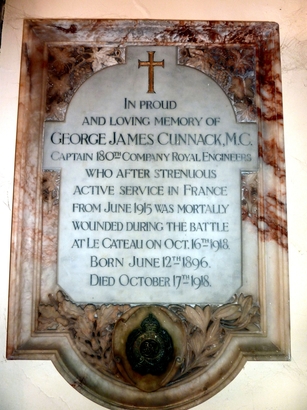 In proud
and loving memory of
George James Cunnack, M.C.
Captain 180th Company Royal Engineers
who after strenuous
active service in France
from June 1915 was mortally
wounded during the battle
at Le Cateau on Oct. 16th 1918.
Born June 12th 1896.
Died October 17th 1918.